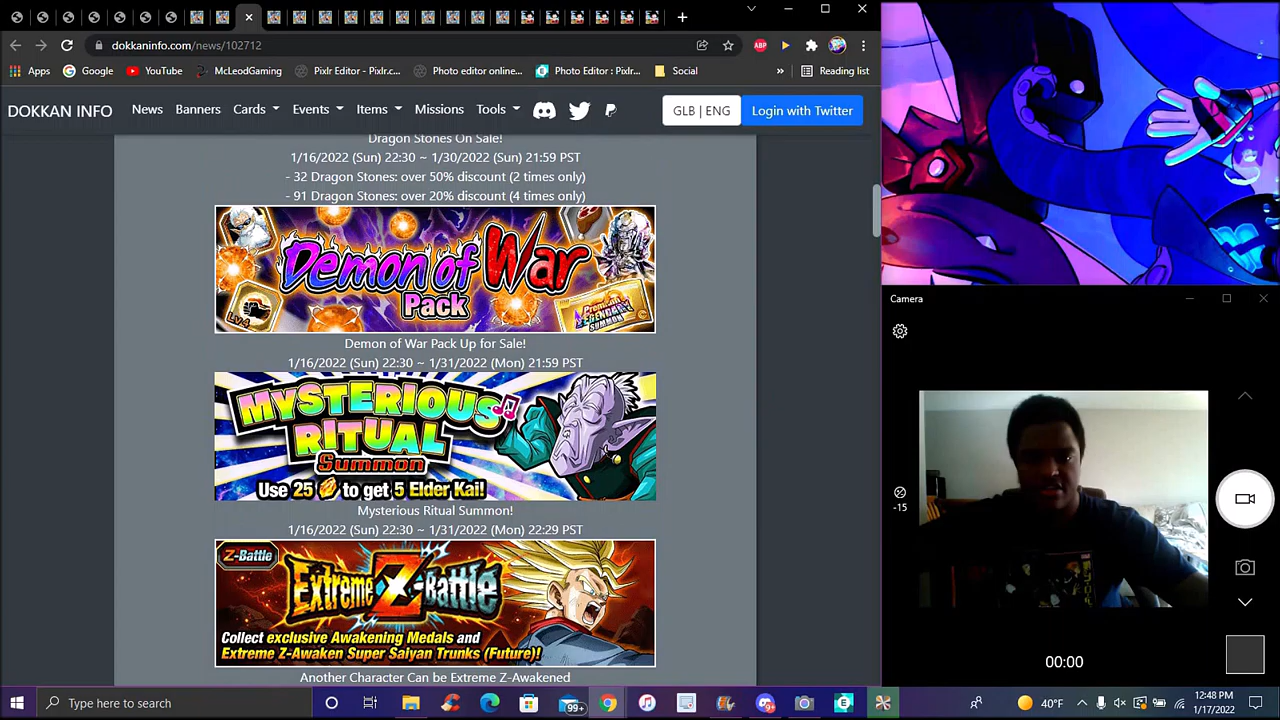 dokkaninfo.com/news/102712
ABP
Apps
Google
YouTube
McLeodGaming
Pixlr Editor - Pixlr.c...
Photo editor online...
Photo Editor : Pixlr...
Social
»
Reading list
DOKKAN INFO
News
Banners
Cards
Events
Items
Missions
Tools
GLB | ENG
Login with Twitter
Dragon Stones On Sale!
1/16/2022 (Sun) 22:30 ~ 1/30/2022 (Sun) 21:59 PST
- 32 Dragon Stones: over 50% discount (2 times only)
- 91 Dragon Stones: over 20% discount (4 times only)
Demon of War
Pack
Lv.4
Premium
LEGENDARY
SUMMON
Demon of War Pack Up for Sale!
1/16/2022 (Sun) 22:30 ~ 1/31/2022 (Mon) 21:59 PST
MYSTERIOUS
RITUAL
Summon
Use 25 to get 5 Elder Kai!
Mysterious Ritual Summon!
1/16/2022 (Sun) 22:30 ~ 1/31/2022 (Mon) 22:29 PST
Z-Battle
Extreme Z-Battle
Collect exclusive Awakening Medals and
Extreme Z-Awaken Super Saiyan Trunks (Future)!
Another Character Can be Extreme Z-Awakened
Camera
-15
00:00
Type here to search
99+
40°F
12:48 PM
1/17/2022